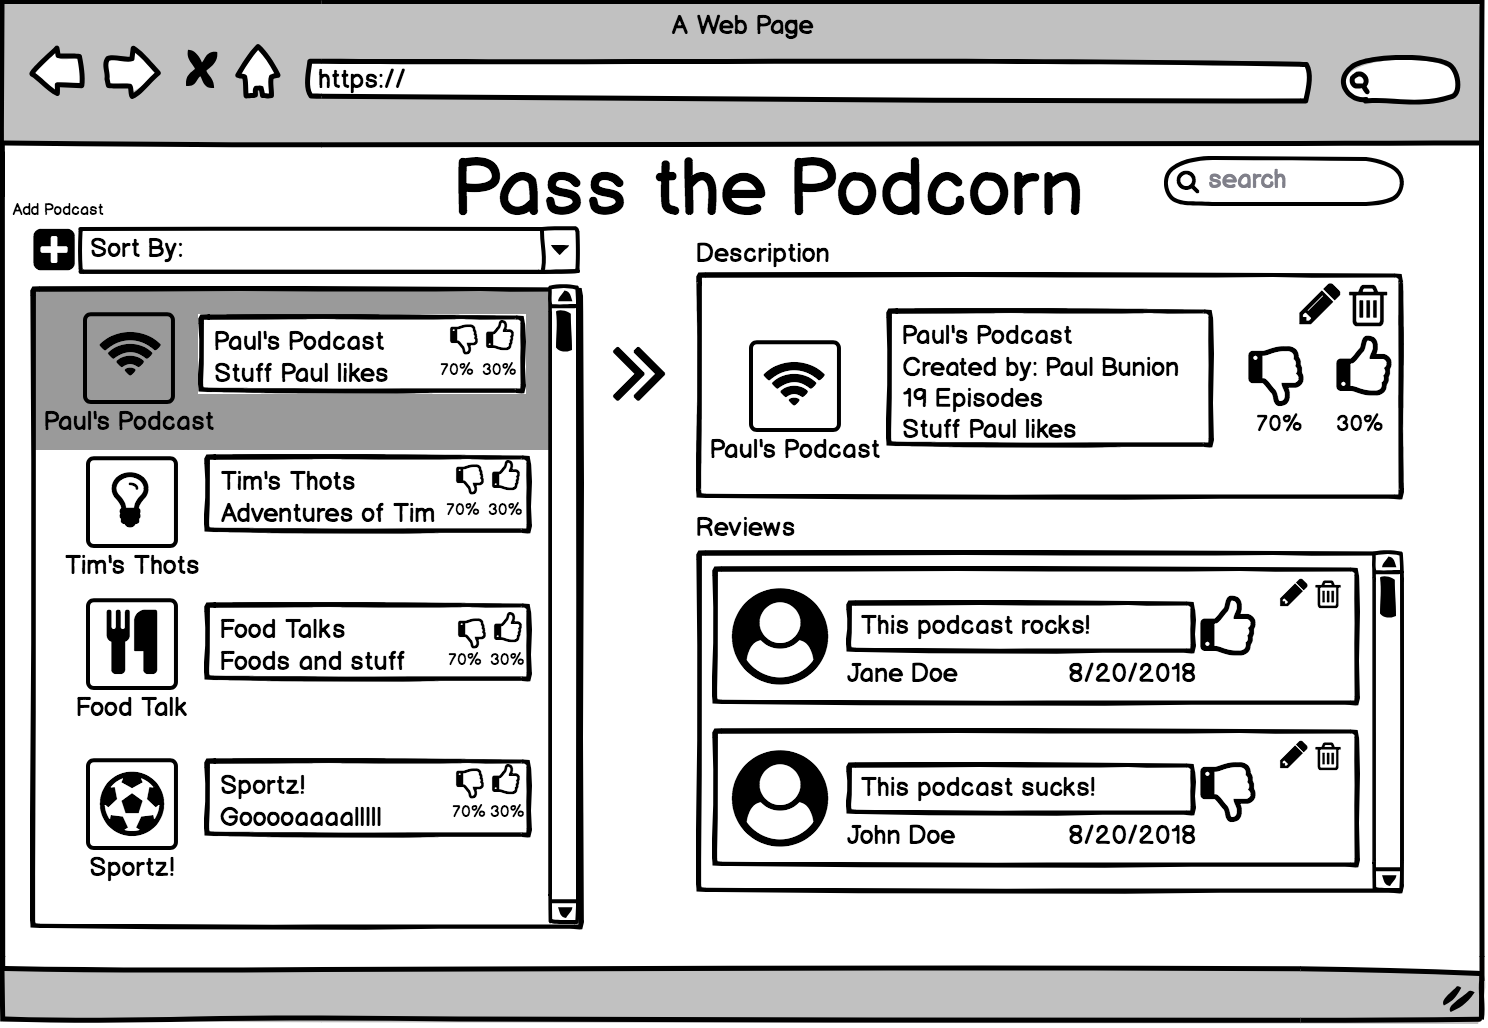 A Web Page
https://
Pass the Podcorn
search
Add Podcast
Sort By:
Paul's Podcast
Stuff Paul likes
70% 30%
Paul's Podcast
Tim's Thots
Adventures of Tim
70% 30%
Tim's Thots
Food Talks
Foods and stuff
70% 30%
Food Talk
Sportz!
Gooooaaaalllll
70% 30%
Sportz!
Description
Paul's Podcast
Created by: Paul Bunion
19 Episodes
Stuff Paul likes
Paul's Podcast
70% 30%
Reviews
This podcast rocks!
Jane Doe 8/20/2018
This podcast sucks!
John Doe 8/20/2018